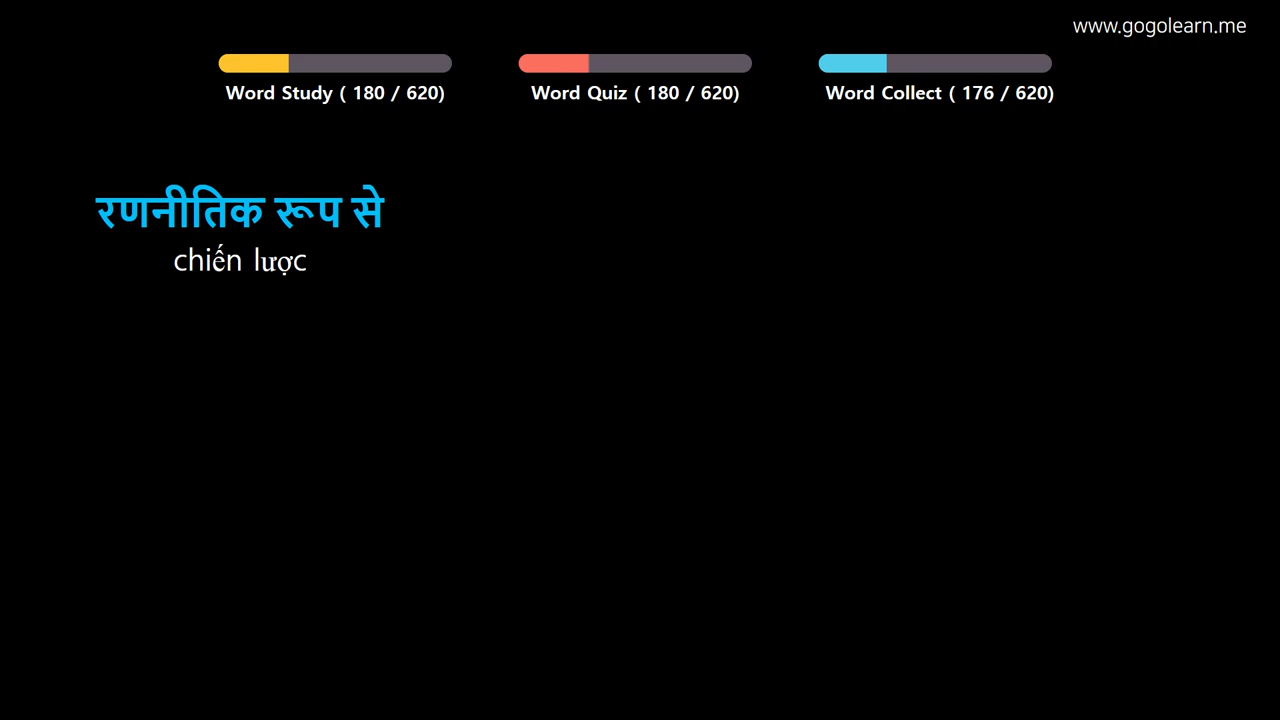 www.gogolearn.me
Word Study ( 180 / 620)
Word Quiz ( 180 / 620)
Word Collect ( 176 / 620)
रणनीतिक रूप से
chiến lược